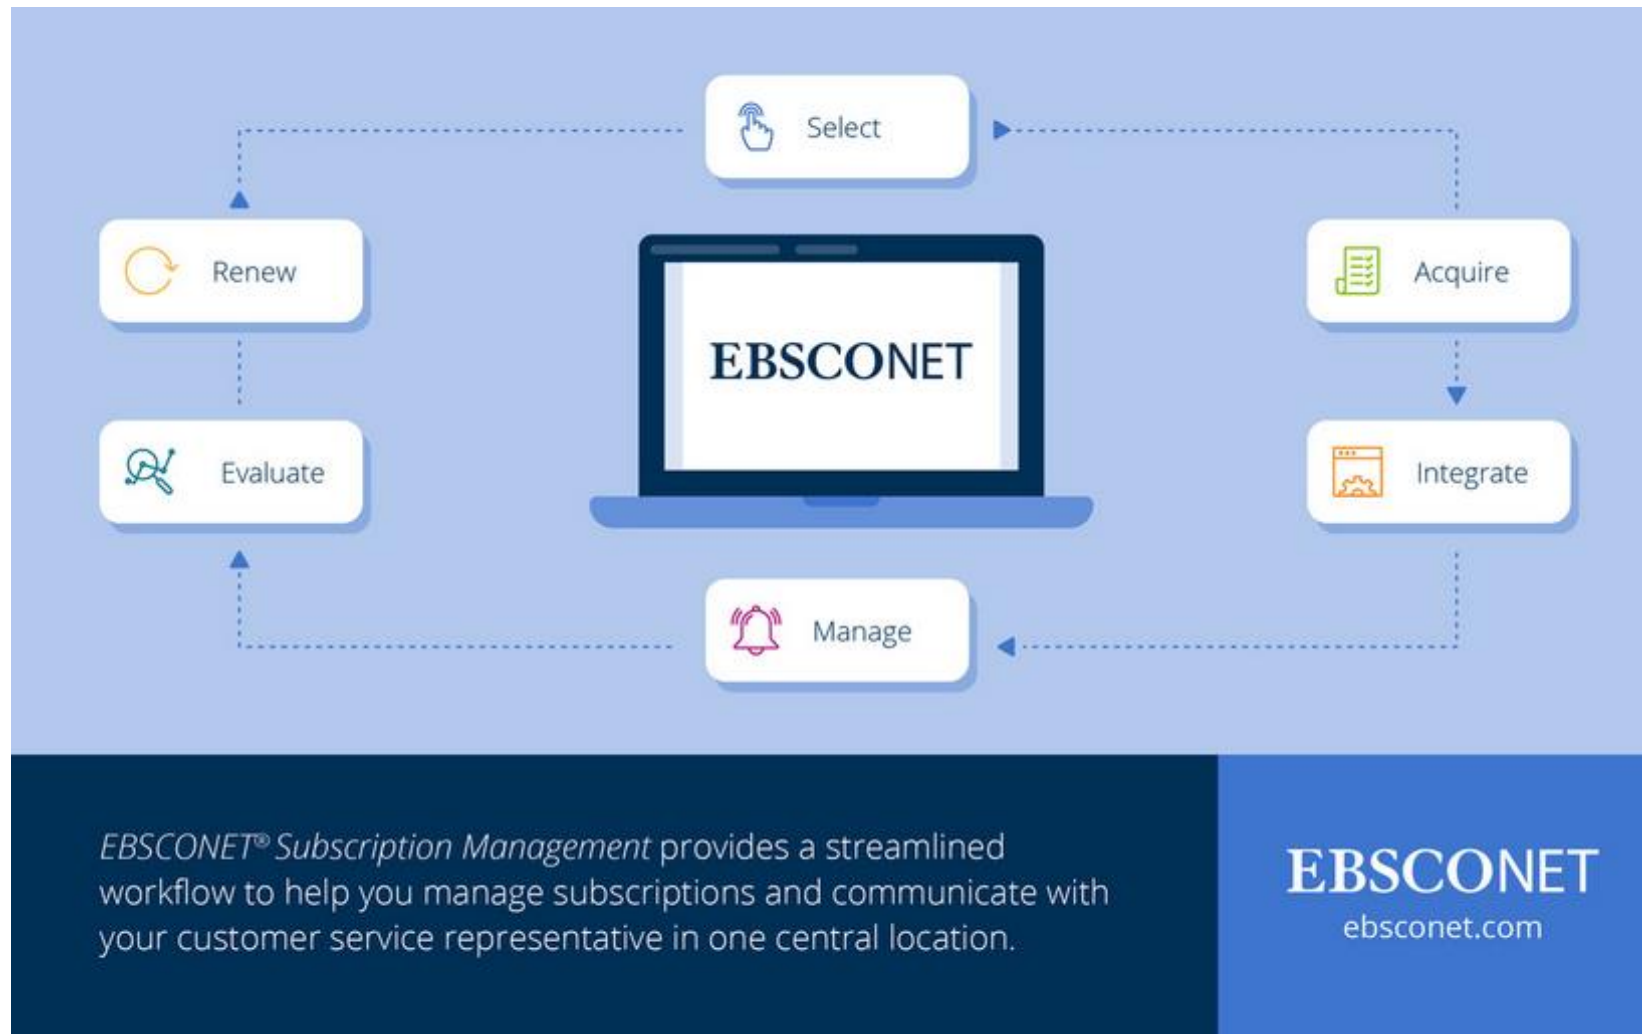 Select
Renew
Acquire
EBSCONET
Evaluate
Integrate
Manage
EBSCONET® Subscription Management provides a streamlined
workflow to help you manage subscriptions and communicate with
your customer service representative in one central location.
EBSCONET
ebsconet.com